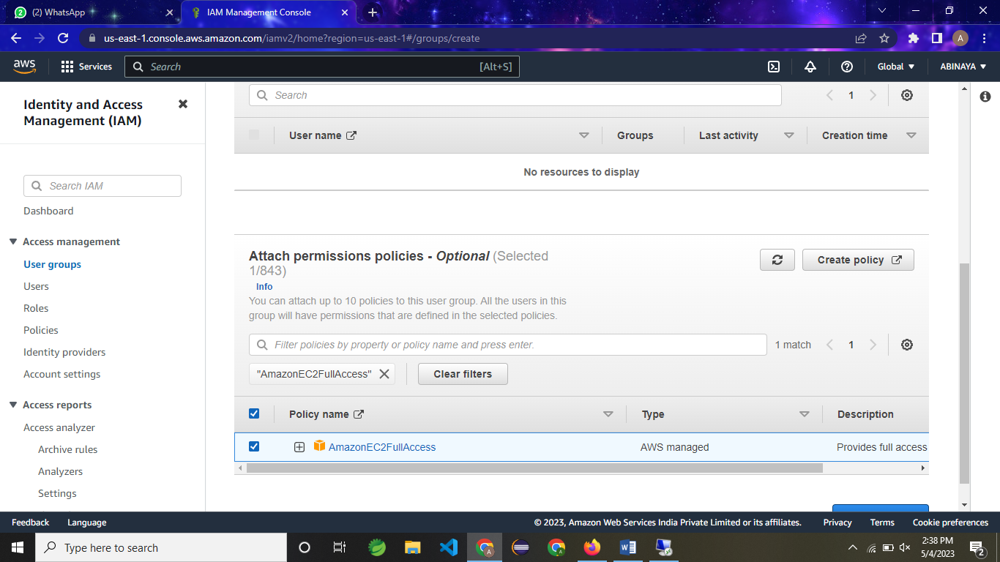 (2) WhatsApp
IAM Management Console
us-east-1.console.aws.amazon.com/iamv2/home?region=us-east-1#/groups/create
A
aws
Services
Search
[Alt+S]
Global
ABINAYA
Identity and Access
Management (IAM)
Search IAM
Dashboard
Access management
User groups
Users
Roles
Policies
Identity providers
Account settings
Access reports
Access analyzer
Archive rules
Analyzers
Settings
Search
1
User name
Groups
Last activity
Creation time
No resources to display
Attach permissions policies - Optional (Selected
1/843)
Info
You can attach up to 10 policies to this user group. All the users in this
group will have permissions that are defined in the selected policies.
Create policy
Filter policies by property or policy name and press enter.
1 match
1
"AmazonEC2FullAccess"
Clear filters
Policy name
Type
Description
AmazonEC2FullAccess
AWS managed
Provides full access
Feedback
Language
© 2023, Amazon Web Services India Private Limited or its affiliates.
Privacy
Terms
Cookie preferences
Type here to search
2:38 PM
5/4/2023
2